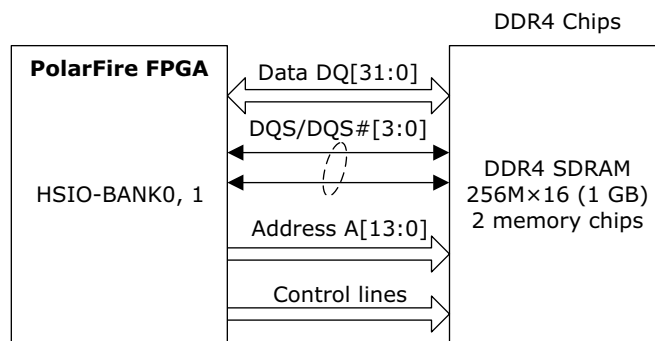 DDR4 Chips
PolarFire FPGA
Data DQ[31:0]
DQS/DQS#[3:0]
HSIO-BANK0, 1
DDR4 SDRAM
256M×16 (1 GB)
2 memory chips
Address A[13:0]
Control lines